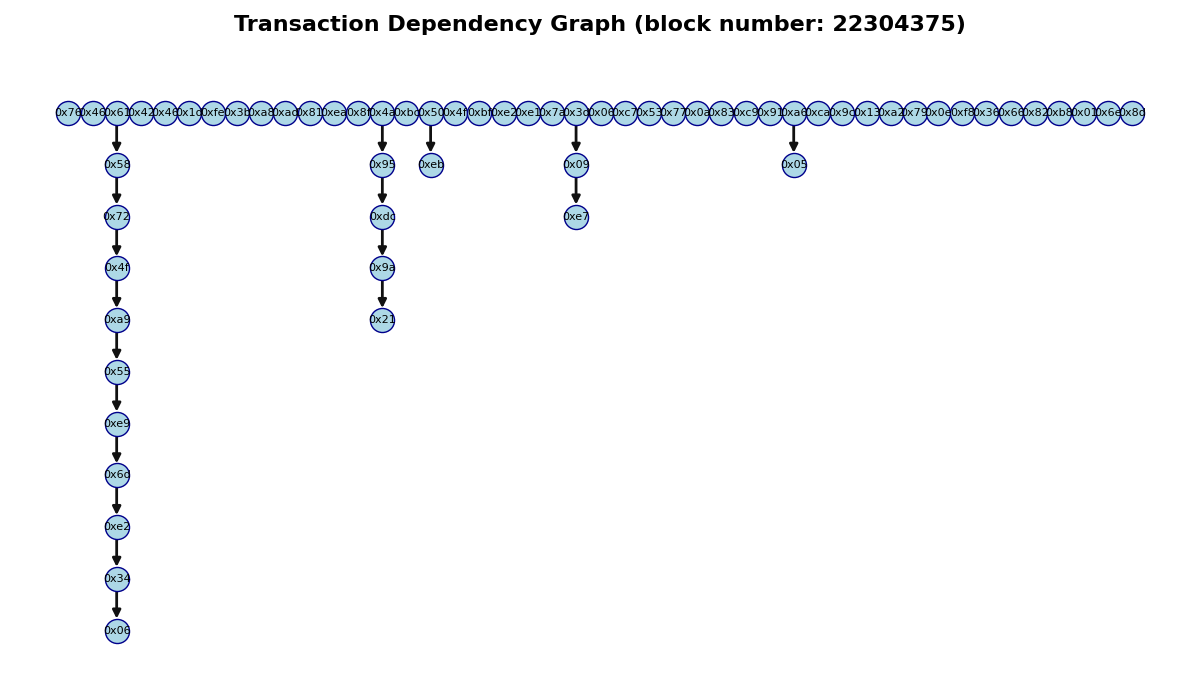 Transaction Dependency Graph (block number: 22304375)
0x76 0x46 0x61 0x42 0x46 0x1c 0xfe 0x3b 0xa8 0xad 0x81 0xea 0x8f 0x4a 0xbc 0x50 0x4f 0xbf 0xe2 0xe1 0x7a 0x3d 0x06 0xc7 0x53 0x77 0x0a 0x83 0xc9 0x91 0xa6 0xca 0x9c 0x13 0xa2 0x79 0x0e 0xf8 0x36 0x66 0x82 0xb8 0x01 0x6e 0x8d
0x58 0x95 0xeb 0x09 0x05
0x72 0xdc 0xe7
0x4f 0x9a
0xa9 0x21
0x55
0xe9
0x6d
0xe2
0x34
0x06